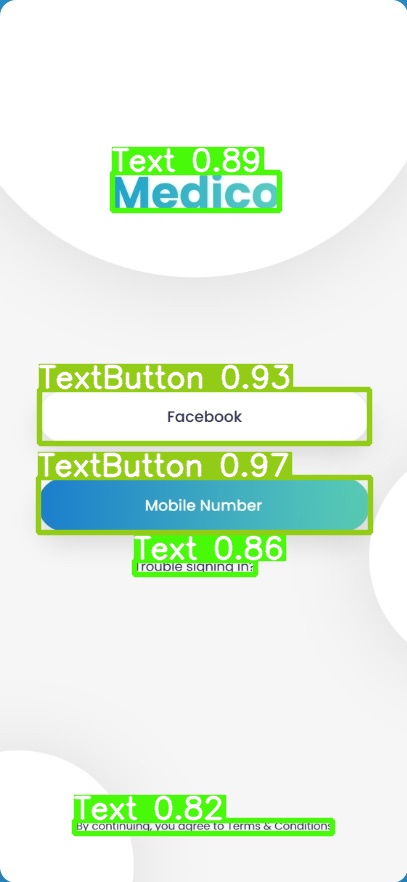 Text 0.89
Medico
TextButton 0.93
Facebook
TextButton 0.97
Mobile Number
Text 0.86
Trouble signing in?
Text 0.82
By continuing, you agree to Terms & Conditions